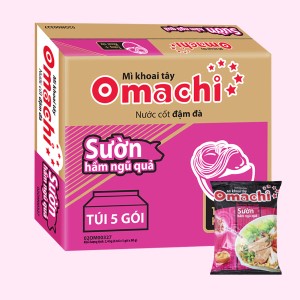 Mì khoai tây
Omachi
Nước cốt đậm đà
Sườn
hầm ngũ quả
TÚI 5 GÓI
Omachi
Sườn
hầm ngũ quả
Omachi
Sườn
hầm ngũ quả